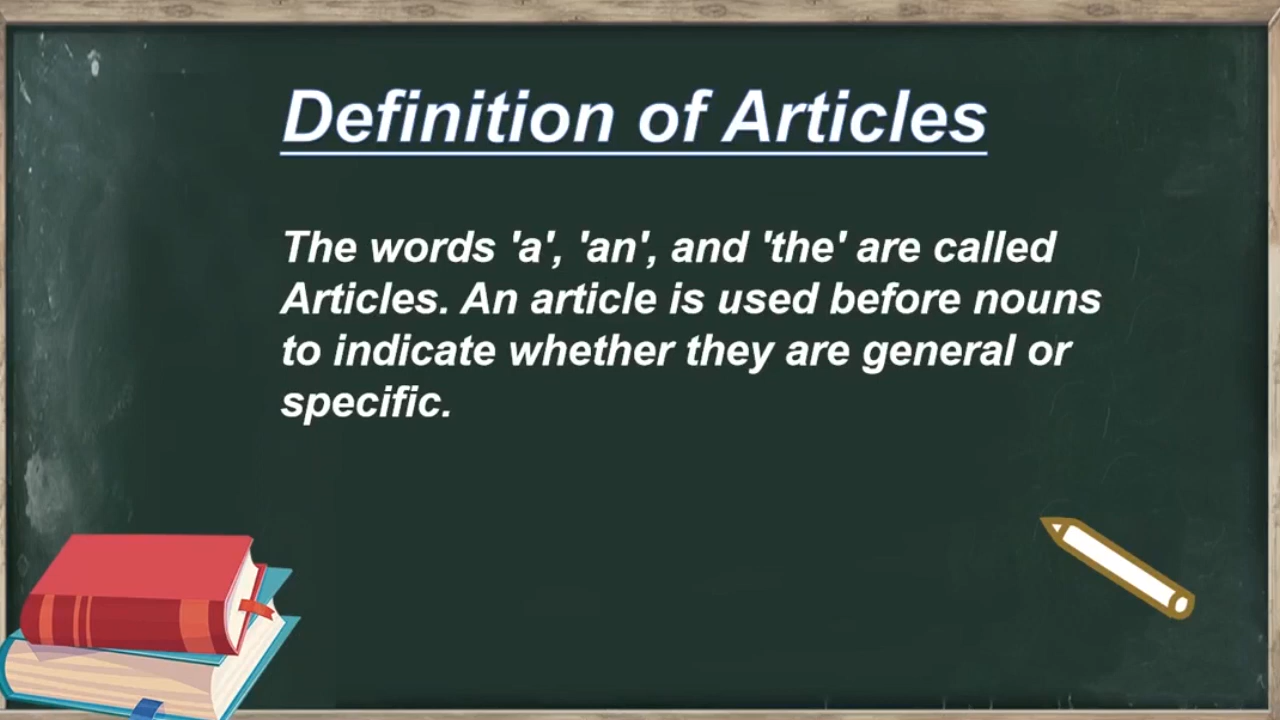 Definition of Articles
The words 'a', 'an', and 'the' are called
Articles. An article is used before nouns
to indicate whether they are general or
specific.